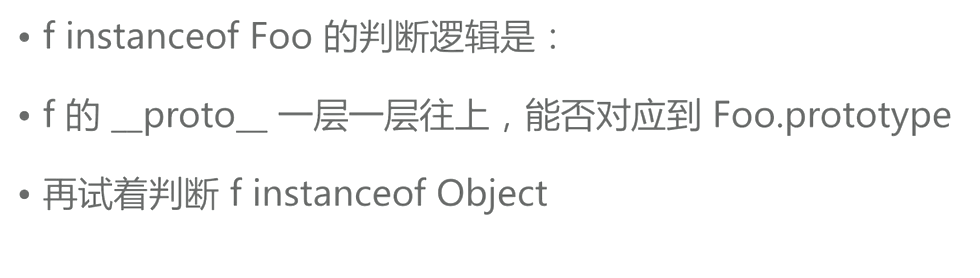 • f instanceof Foo 的判断逻辑是：
• f 的 __proto__ 一层一层往上，能否对应到 Foo.prototype
• 再试着判断 f instanceof Object